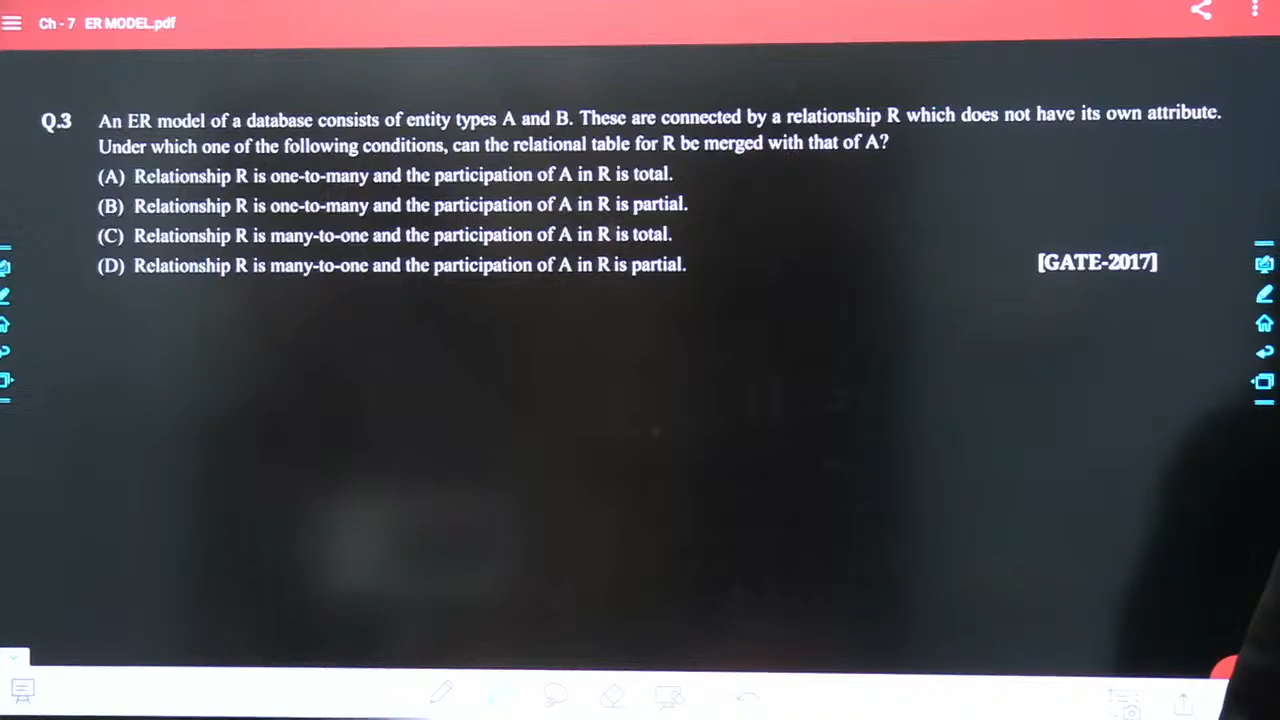 Ch - 7 ER MODEL.pdf
Q.3 An ER model of a database consists of entity types A and B. These are connected by a relationship R which does not have its own attribute.
Under which one of the following conditions, can the relational table for R be merged with that of A?
(A) Relationship R is one-to-many and the participation of A in R is total.
(B) Relationship R is one-to-many and the participation of A in R is partial.
(C) Relationship R is many-to-one and the participation of A in R is total.
(D) Relationship R is many-to-one and the participation of A in R is partial.
[GATE-2017]